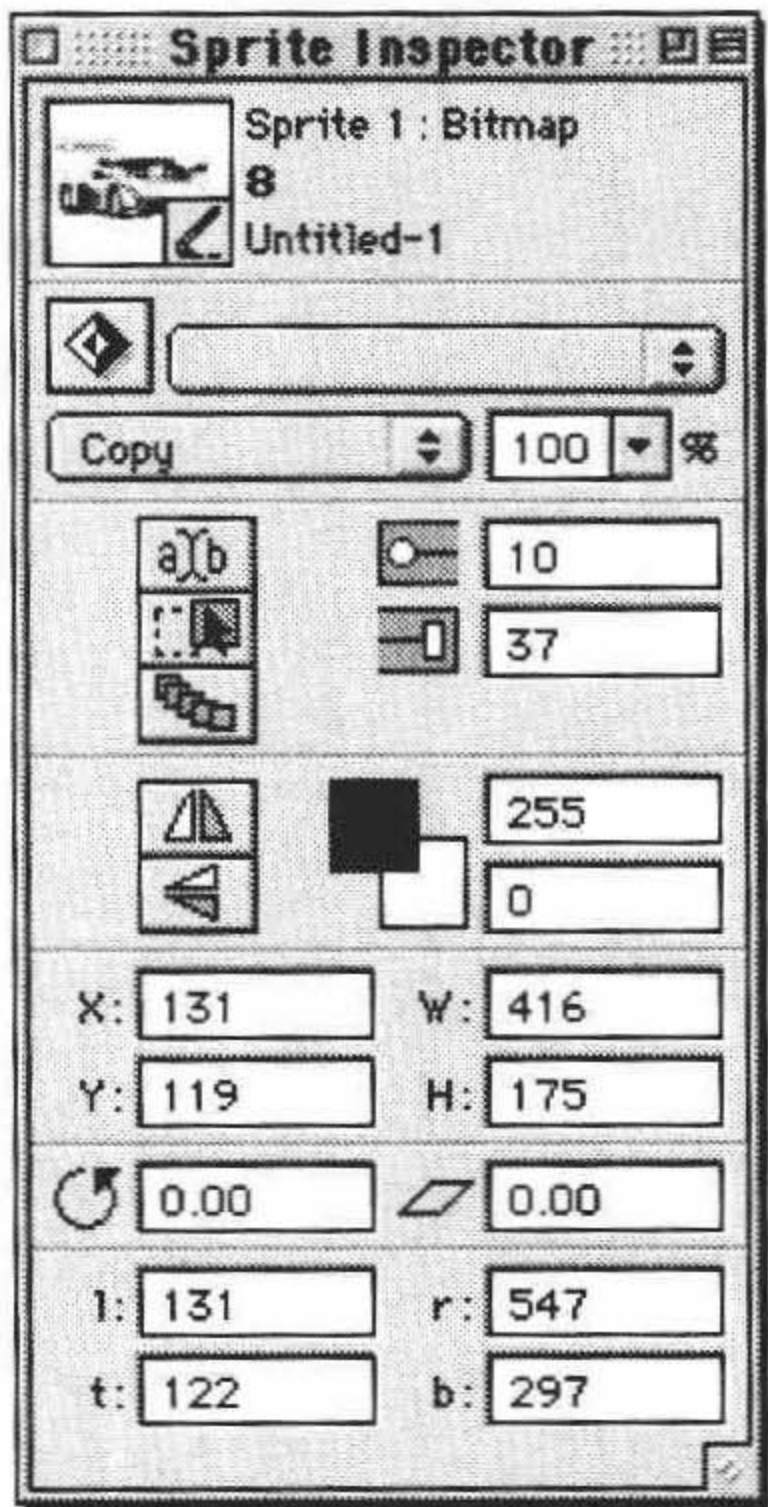 Sprite Inspector
Sprite 1 : Bitmap
8
Untitled-1
Copy 100 %
a b 10
37
255
0
X: 131 W: 416
Y: 119 H: 175
0.00 0.00
l: 131 r: 547
t: 122 b: 297